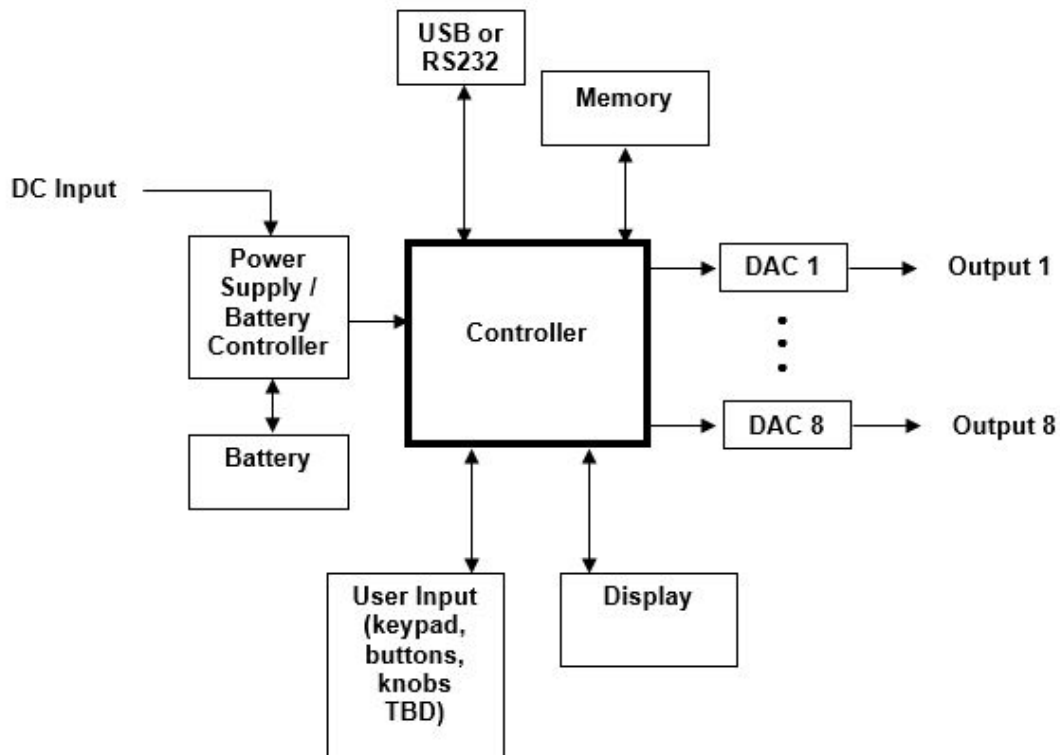 USB or
RS232
Memory
DC Input
Power
Supply /
Battery
Controller
Controller
DAC 1
Output 1
DAC 8
Output 8
Battery
User Input
(keypad,
buttons,
knobs
TBD)
Display